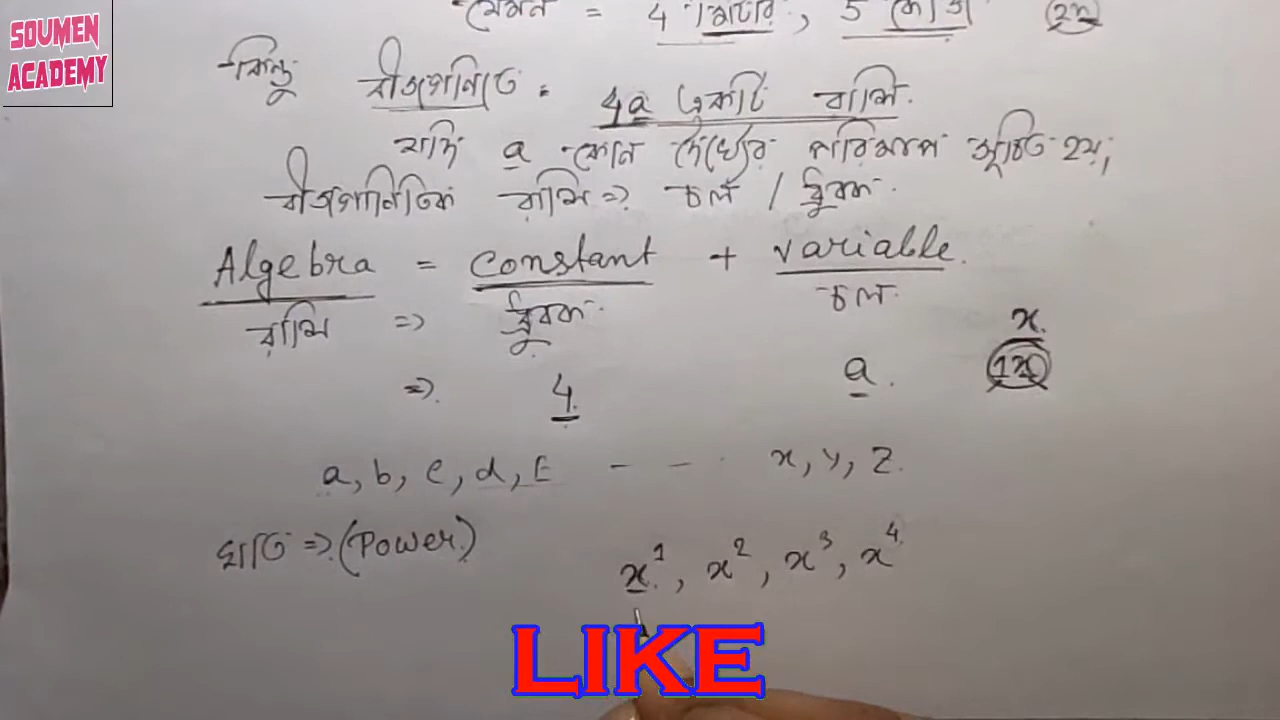 SOUMEN
ACADEMY
যেমন = 4 মিটার, 5 কেজি
কিন্তু বীজগণিতে : 4a একটি রাশি.
যদি a কোন দৈর্ঘ্যের পরিমাপ সূচিত হয়,
বীজগাণিতিক রাশি => চল / ধ্রুবক.
Algebra = constant + variable.
রাশি => ধ্রুবক. চল.
x.
=> 4. a. 1x
a, b, c, d, E - - . x, y, z.
ঘাত => (Power.) x¹, x², x³, x⁴.
LIKE